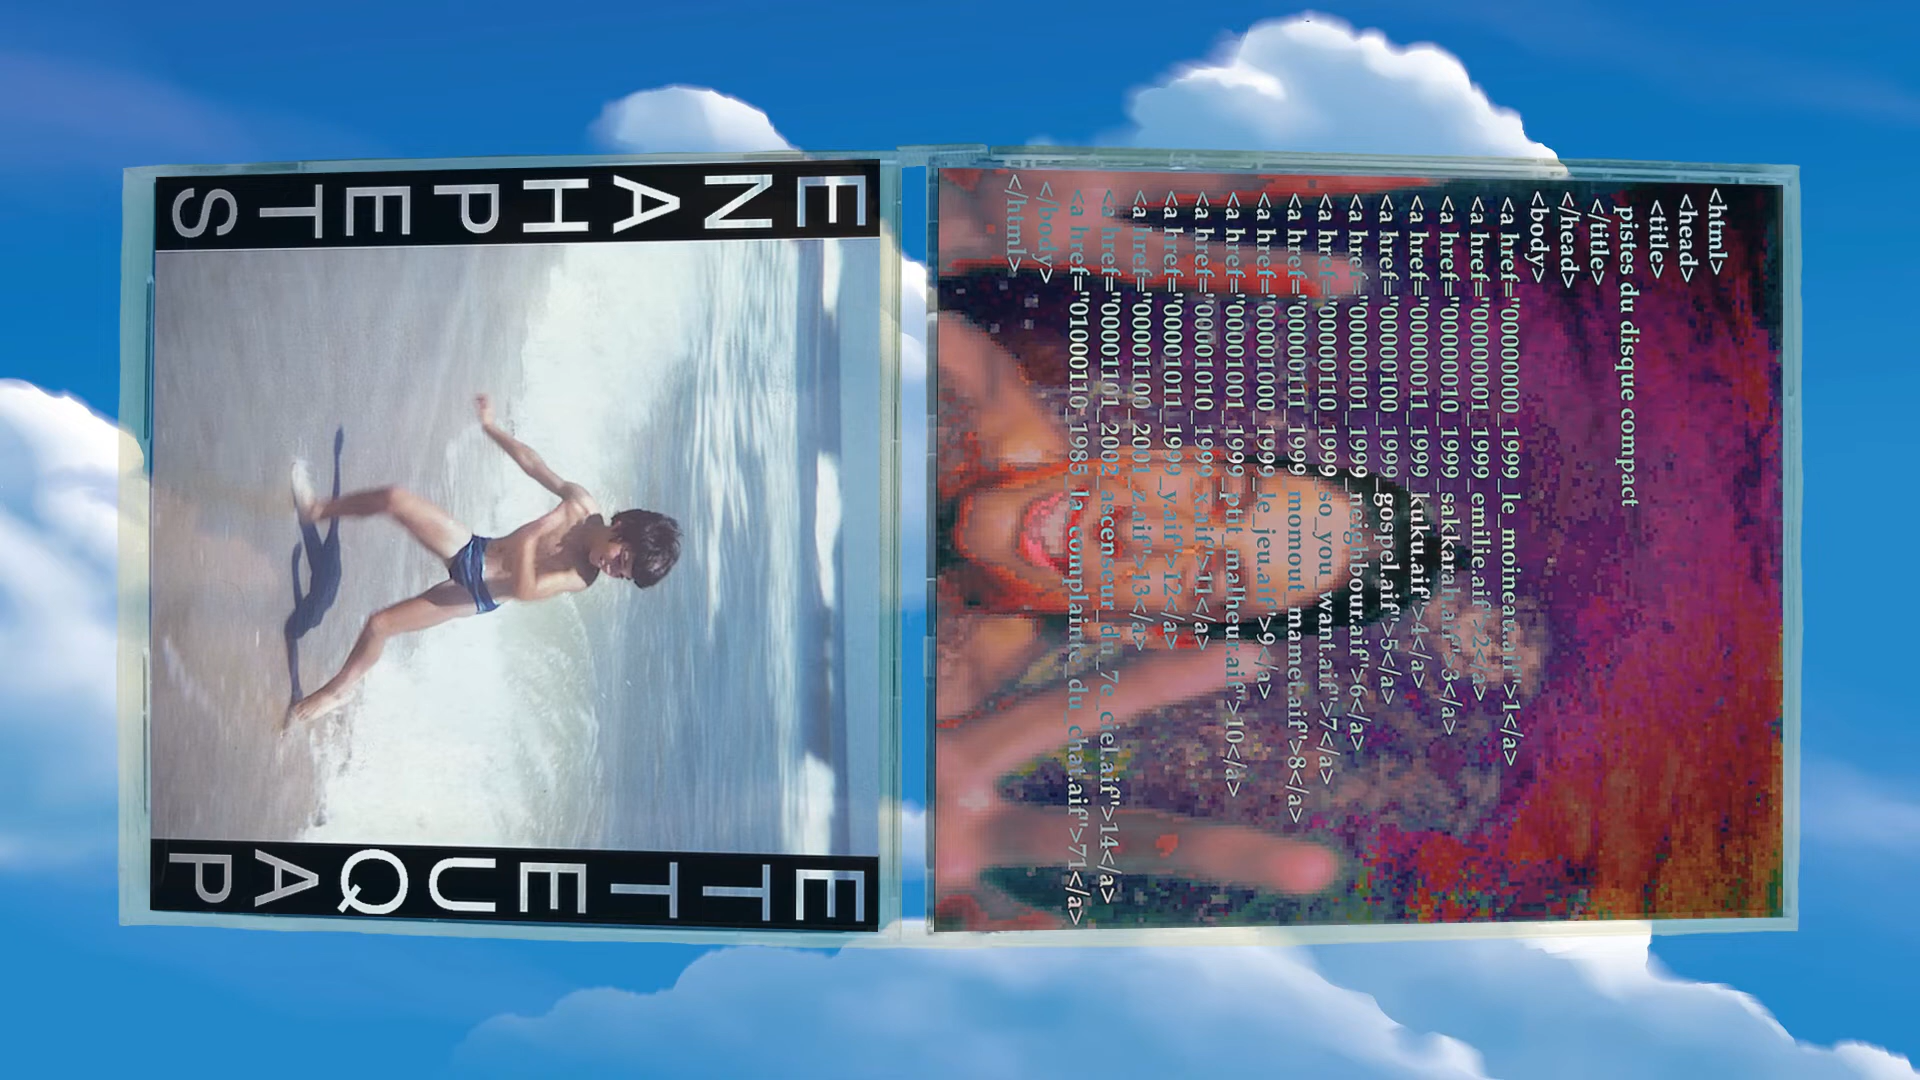 STEPHANE
PAQUETTE
<html>
<head>
<title>
pistes du disque compact
</title>
</head>
<body>
<a href="00000000_1999_le_moineau.aif">1</a>
<a href="00000001_1999_emilie.aif">2</a>
<a href="00000010_1999_sakkarah.aif">3</a>
<a href="00000011_1999_kuku.aif">4</a>
<a href="00000100_1999_gospel.aif">5</a>
<a href="00000101_1999_neighbour.aif">6</a>
<a href="00000110_1999_so_you_want.aif">7</a>
<a href="00000111_1999_momout_mamet.aif">8</a>
<a href="00001000_1999_le_jeu.aif">9</a>
<a href="00001001_1999_ptit_malheur.aif">10</a>
<a href="00001010_1999_x.aif">11</a>
<a href="00001011_1999_y.aif">12</a>
<a href="00001100_2001_z.aif">13</a>
<a href="00001101_2002_ascenseur_du_7e_ciel.aif">14</a>
<a href="01000110_1985_la_complainte_du_chat.aif">71</a>
</body>
</html>